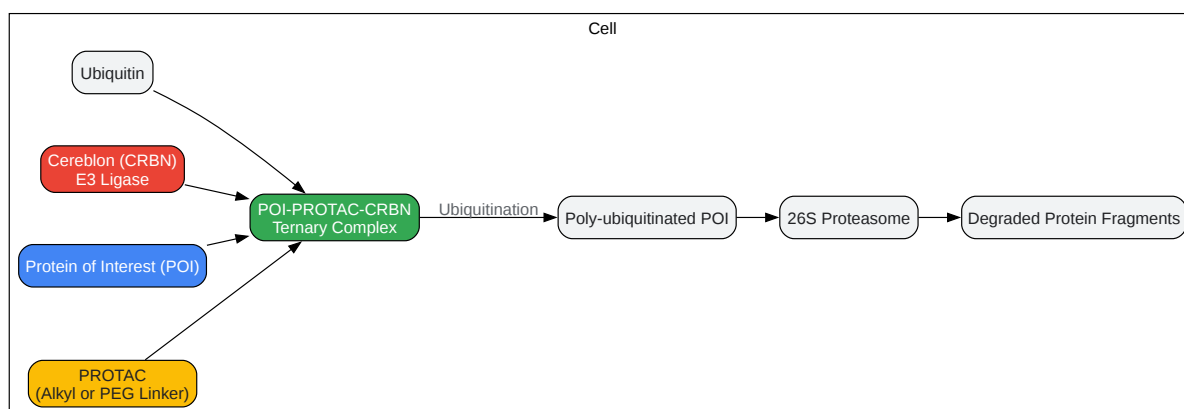 Cell
Ubiquitin
Cereblon (CRBN)
E3 Ligase
Protein of Interest (POI)
PROTAC
(Alkyl or PEG Linker)
POI-PROTAC-CRBN
Ternary Complex
Ubiquitination
Poly-ubiquitinated POI
26S Proteasome
Degraded Protein Fragments